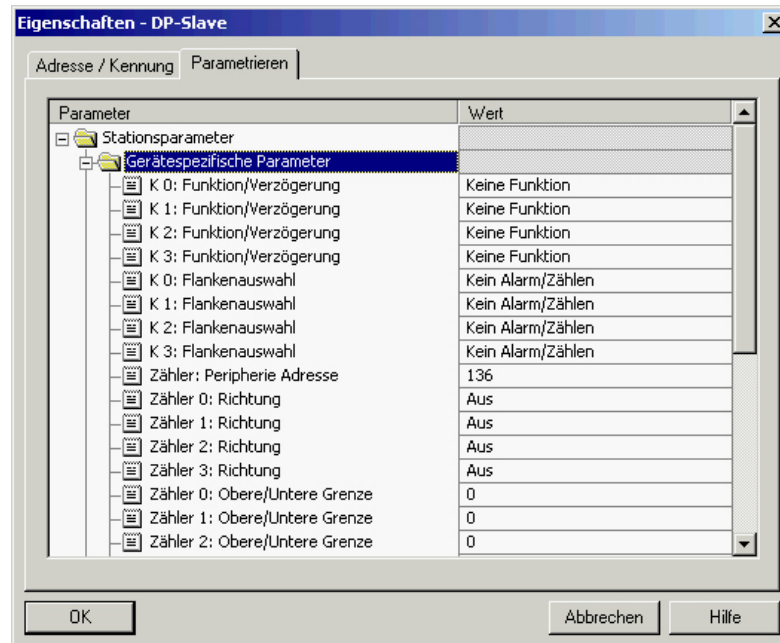 Eigenschaften - DP-Slave
Adresse / Kennung Parametrieren
Parameter Wert
Stationsparameter
Gerätespezifische Parameter
K 0: Funktion/Verzögerung Keine Funktion
K 1: Funktion/Verzögerung Keine Funktion
K 2: Funktion/Verzögerung Keine Funktion
K 3: Funktion/Verzögerung Keine Funktion
K 0: Flankenauswahl Kein Alarm/Zählen
K 1: Flankenauswahl Kein Alarm/Zählen
K 2: Flankenauswahl Kein Alarm/Zählen
K 3: Flankenauswahl Kein Alarm/Zählen
Zähler: Peripherie Adresse 136
Zähler 0: Richtung Aus
Zähler 1: Richtung Aus
Zähler 2: Richtung Aus
Zähler 3: Richtung Aus
Zähler 0: Obere/Untere Grenze 0
Zähler 1: Obere/Untere Grenze 0
Zähler 2: Obere/Untere Grenze 0
OK Abbrechen Hilfe